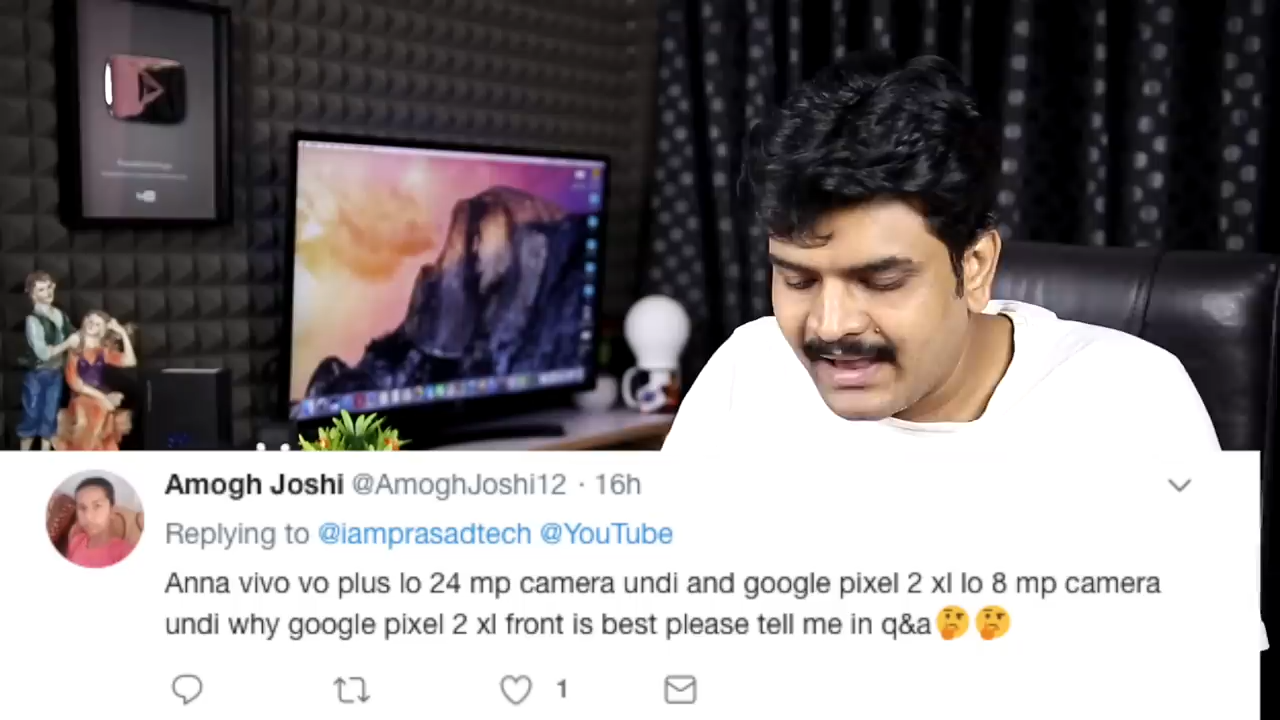 Amogh Joshi @AmoghJoshi12 · 16h
Replying to @iamprasadtech @YouTube
Anna vivo vo plus lo 24 mp camera undi and google pixel 2 xl lo 8 mp camera
undi why google pixel 2 xl front is best please tell me in q&a🤔🤔
1